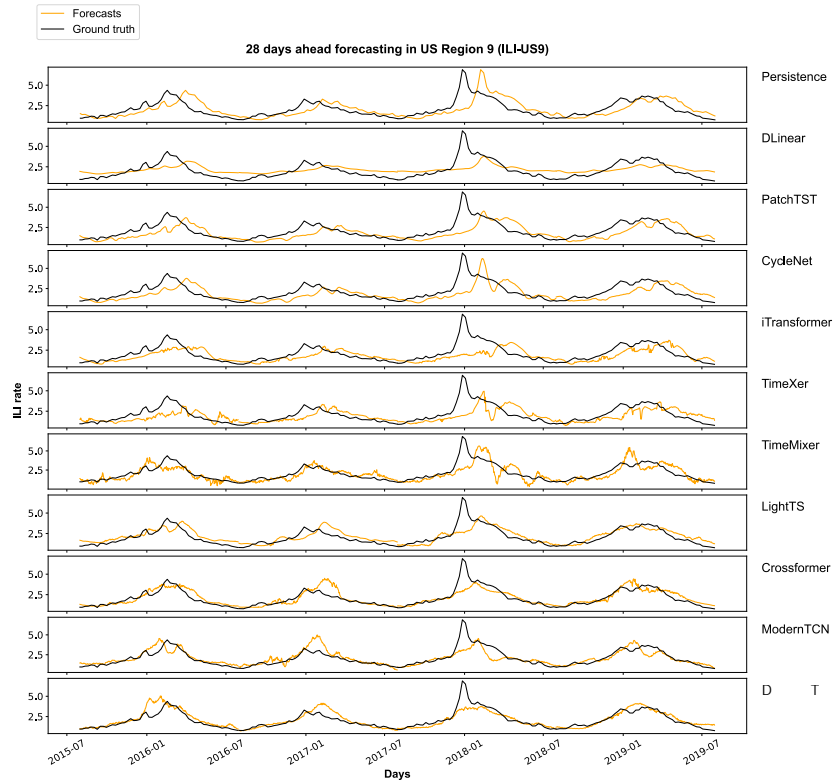 Forecasts
Ground truth
28 days ahead forecasting in US Region 9 (ILI-US9)
5.0
2.5
Persistence
5.0
2.5
DLinear
5.0
2.5
PatchTST
5.0
2.5
CycleNet
5.0
2.5
iTransformer
5.0
2.5
TimeXer
5.0
2.5
TimeMixer
5.0
2.5
LightTS
5.0
2.5
Crossformer
5.0
2.5
ModernTCN
5.0
2.5
D T
ILI rate
2015-07 2016-01 2016-07 2017-01 2017-07 2018-01 2018-07 2019-01 2019-07
Days